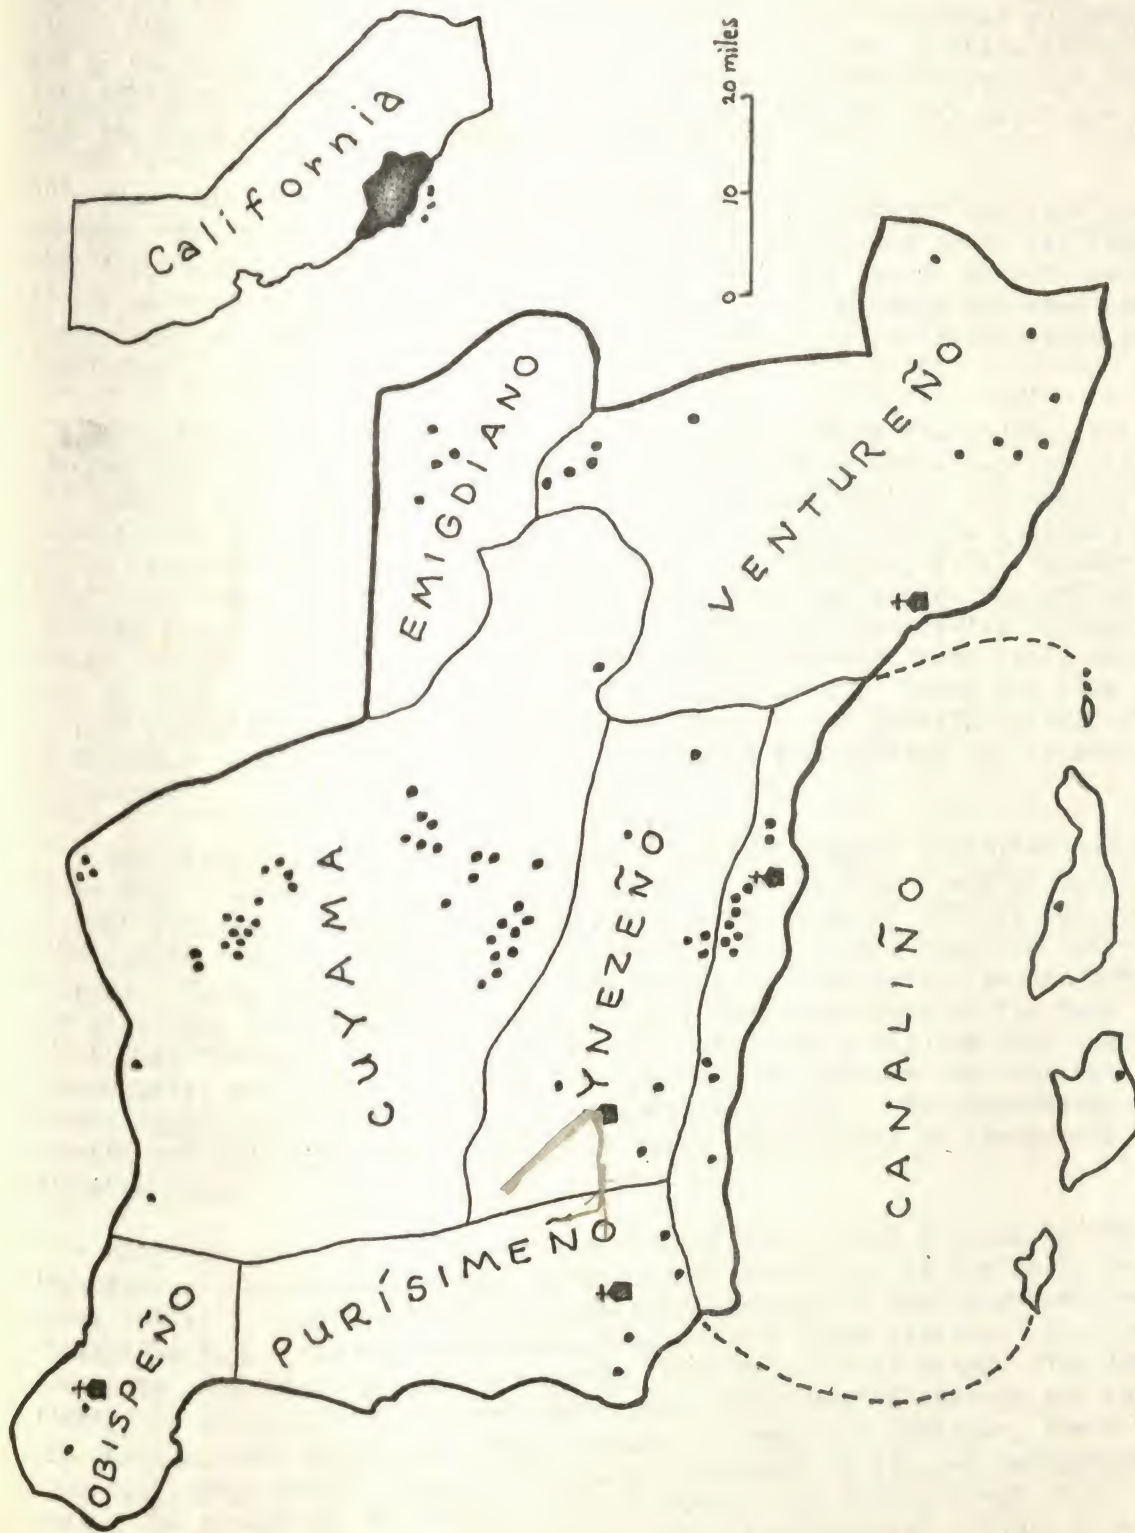 California
0 10 20 miles
EMIGDIANO
VENTUREÑO
CUYAMA
YNEZEÑO
PURÍSIMEÑO
OBISPEÑO
CANALIÑO